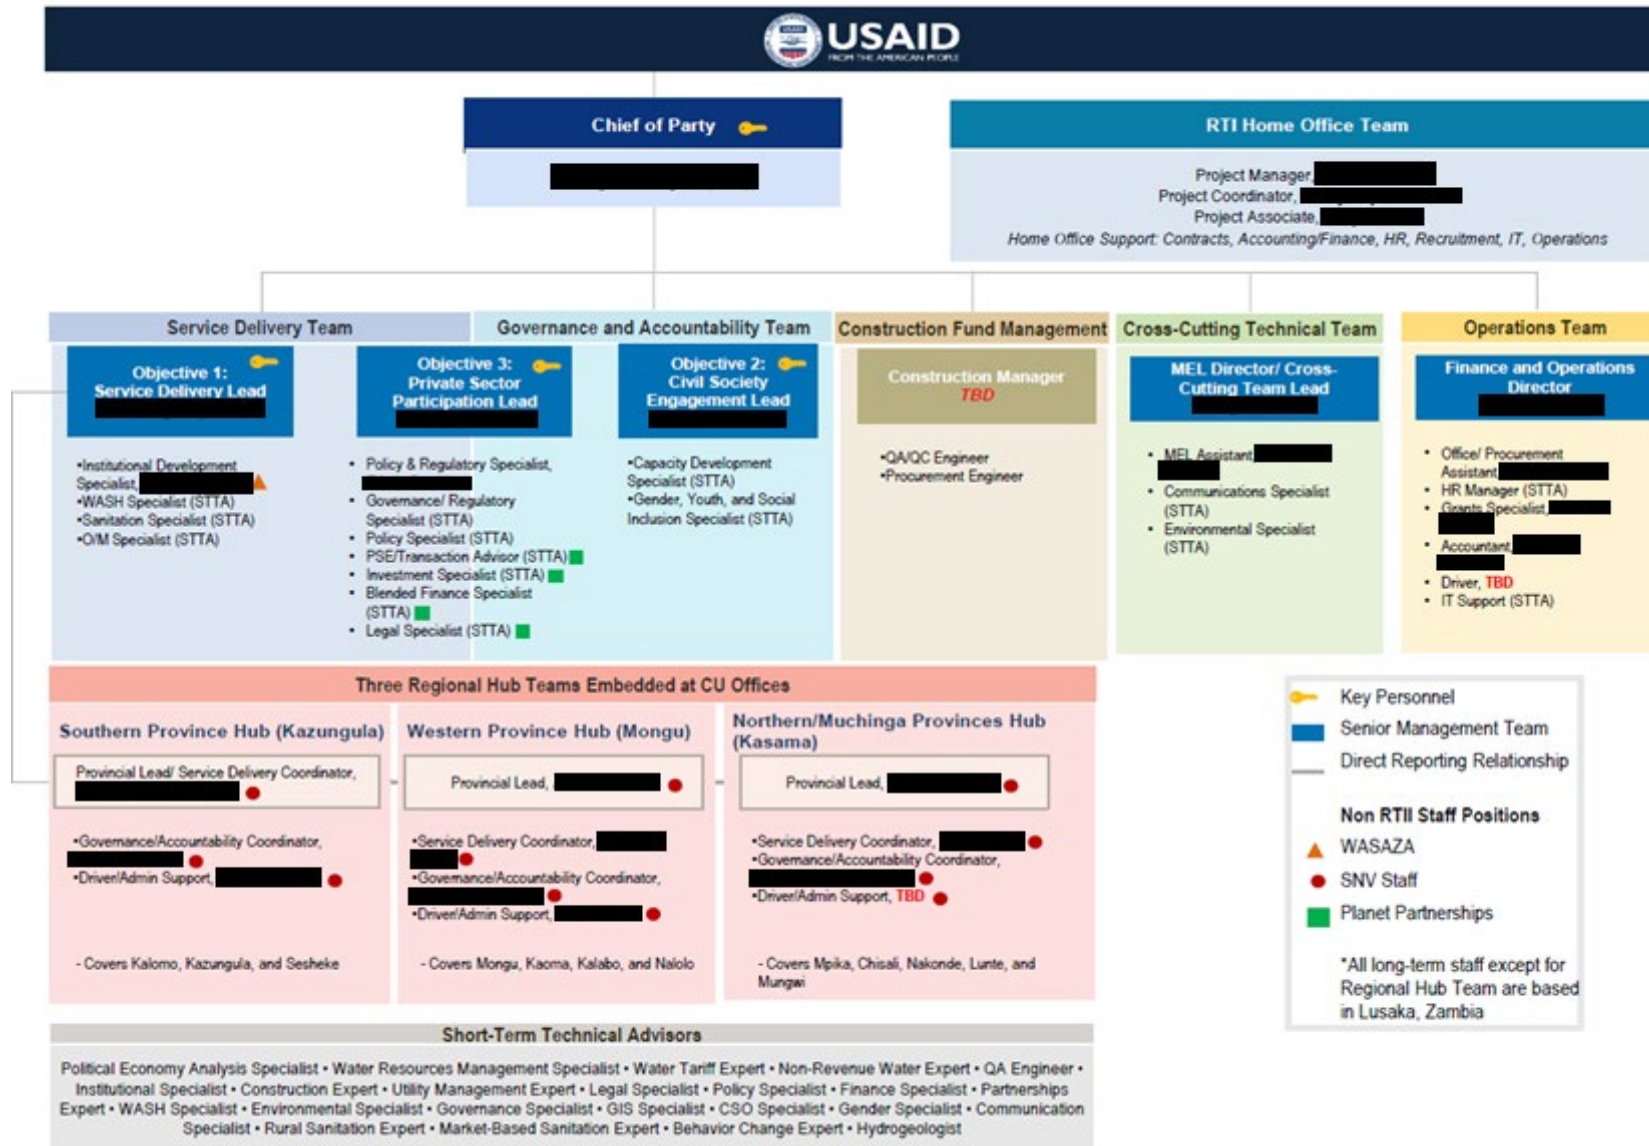 USAID
FROM THE AMERICAN PEOPLE
Chief of Party
RTI Home Office Team
Project Manager,
Project Coordinator,
Project Associate,
Home Office Support: Contracts, Accounting/Finance, HR, Recruitment, IT, Operations
Service Delivery Team
Objective 1:
Service Delivery Lead
•Institutional Development
Specialist,
•WASH Specialist (STTA)
•Sanitation Specialist (STTA)
•O/M Specialist (STTA)
Objective 3:
Private Sector
Participation Lead
• Policy & Regulatory Specialist,
• Governance/ Regulatory
Specialist (STTA)
• Policy Specialist (STTA)
• PSE/Transaction Advisor (STTA)
• Investment Specialist (STTA)
• Blended Finance Specialist
(STTA)
• Legal Specialist (STTA)
Governance and Accountability Team
Objective 2:
Civil Society
Engagement Lead
•Capacity Development
Specialist (STTA)
•Gender, Youth, and Social
Inclusion Specialist (STTA)
Construction Fund Management
Construction Manager
TBD
•QA/QC Engineer
•Procurement Engineer
Cross-Cutting Technical Team
MEL Director/ Cross-
Cutting Team Lead
• MEL Assistant,
• Communications Specialist
(STTA)
• Environmental Specialist
(STTA)
Operations Team
Finance and Operations
Director
• Office/ Procurement
Assistant,
• HR Manager (STTA)
• Grants Specialist,
• Accountant,
• Driver, TBD
• IT Support (STTA)
Three Regional Hub Teams Embedded at CU Offices
Southern Province Hub (Kazungula)
Provincial Lead/ Service Delivery Coordinator,
•Governance/Accountability Coordinator,
•Driver/Admin Support,
- Covers Kalomo, Kazungula, and Sesheke
Western Province Hub (Mongu)
Provincial Lead,
•Service Delivery Coordinator,
•Governance/Accountability Coordinator,
•Driver/Admin Support,
- Covers Mongu, Kaoma, Kalabo, and Nalolo
Northern/Muchinga Provinces Hub
(Kasama)
Provincial Lead,
•Service Delivery Coordinator,
•Governance/Accountability Coordinator,
•Driver/Admin Support, TBD
- Covers Mpika, Chisali, Nakonde, Lunte, and
Mungwi
Key Personnel
Senior Management Team
Direct Reporting Relationship
Non RTII Staff Positions
WASAZA
SNV Staff
Planet Partnerships
*All long-term staff except for
Regional Hub Team are based
in Lusaka, Zambia
Short-Term Technical Advisors
Political Economy Analysis Specialist • Water Resources Management Specialist • Water Tariff Expert • Non-Revenue Water Expert • QA Engineer •
Institutional Specialist • Construction Expert • Utility Management Expert • Legal Specialist • Policy Specialist • Finance Specialist • Partnerships
Expert • WASH Specialist • Environmental Specialist • Governance Specialist • GIS Specialist • CSO Specialist • Gender Specialist • Communication
Specialist • Rural Sanitation Expert • Market-Based Sanitation Expert • Behavior Change Expert • Hydrogeologist